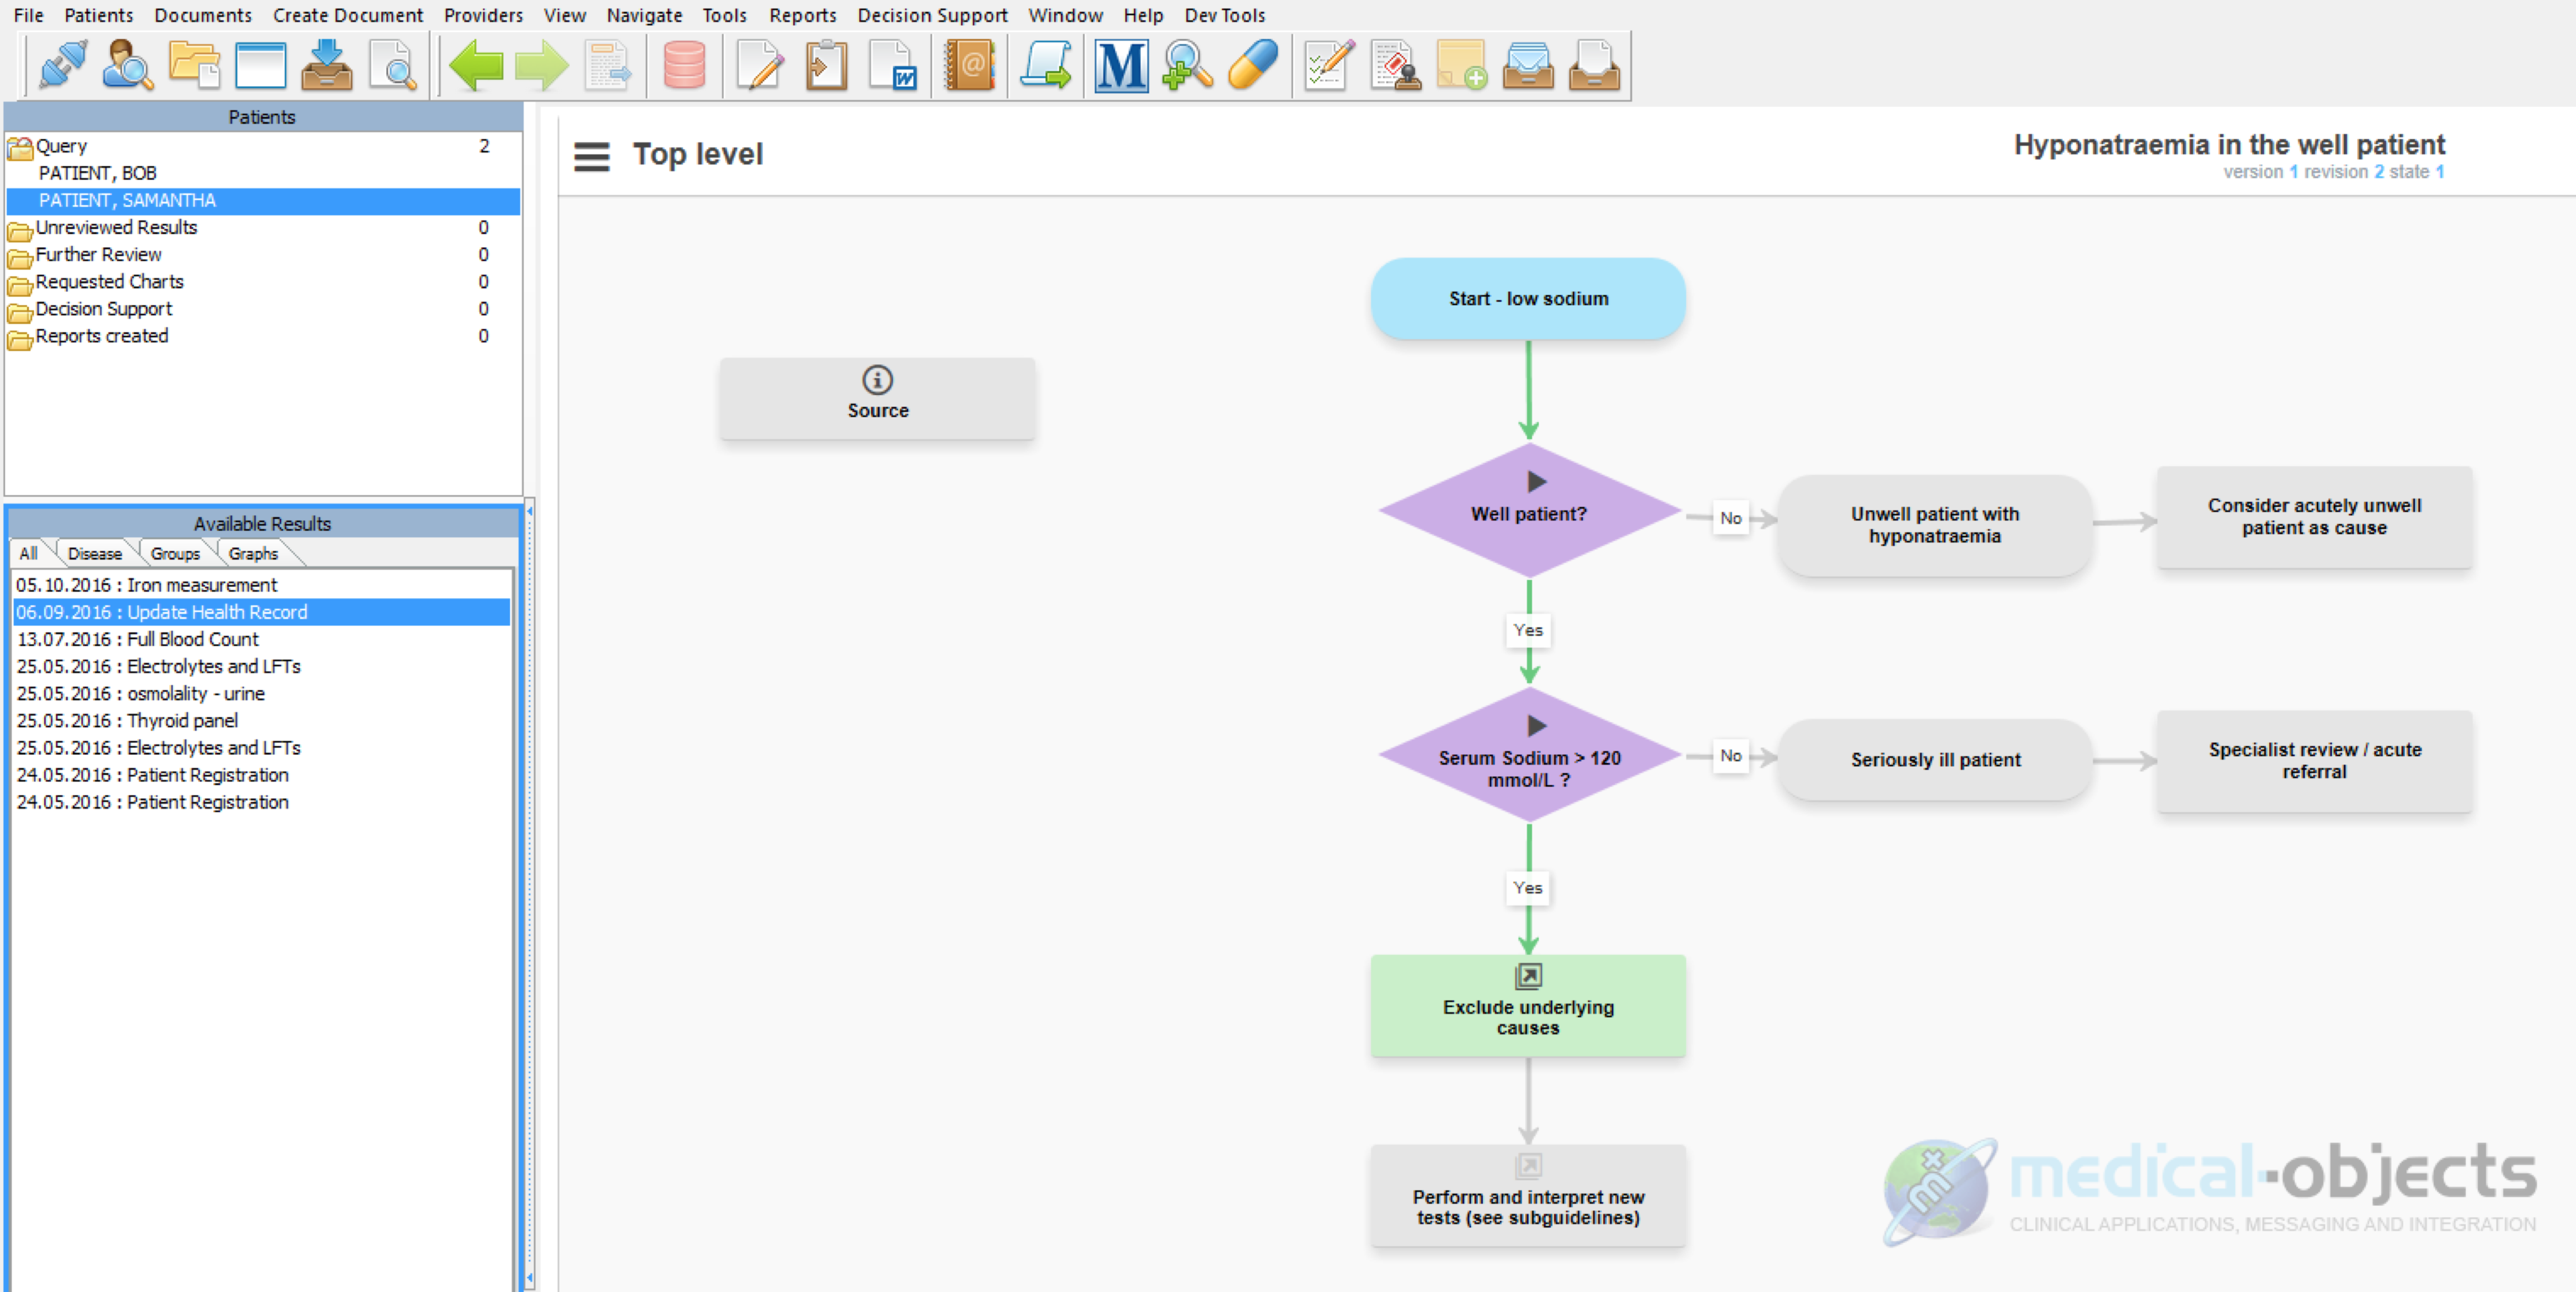 File Patients Documents Create Document Providers View Navigate Tools Reports Decision Support Window Help Dev Tools
Patients
Query 2
PATIENT, BOB
PATIENT, SAMANTHA
Unreviewed Results 0
Further Review 0
Requested Charts 0
Decision Support 0
Reports created 0
Available Results
All Disease Groups Graphs
05.10.2016 : Iron measurement
06.09.2016 : Update Health Record
13.07.2016 : Full Blood Count
25.05.2016 : Electrolytes and LFTs
25.05.2016 : osmolality - urine
25.05.2016 : Thyroid panel
25.05.2016 : Electrolytes and LFTs
24.05.2016 : Patient Registration
24.05.2016 : Patient Registration
Top level
Hyponatraemia in the well patient
version 1 revision 2 state 1
Start - low sodium
Source
Well patient?
No
Unwell patient with
hyponatraemia
Consider acutely unwell
patient as cause
Yes
Serum Sodium > 120
mmol/L ?
No
Seriously ill patient
Specialist review / acute
referral
Yes
Exclude underlying
causes
Perform and interpret new
tests (see subguidelines)
medical-objects
CLINICAL APPLICATIONS, MESSAGING AND INTEGRATION